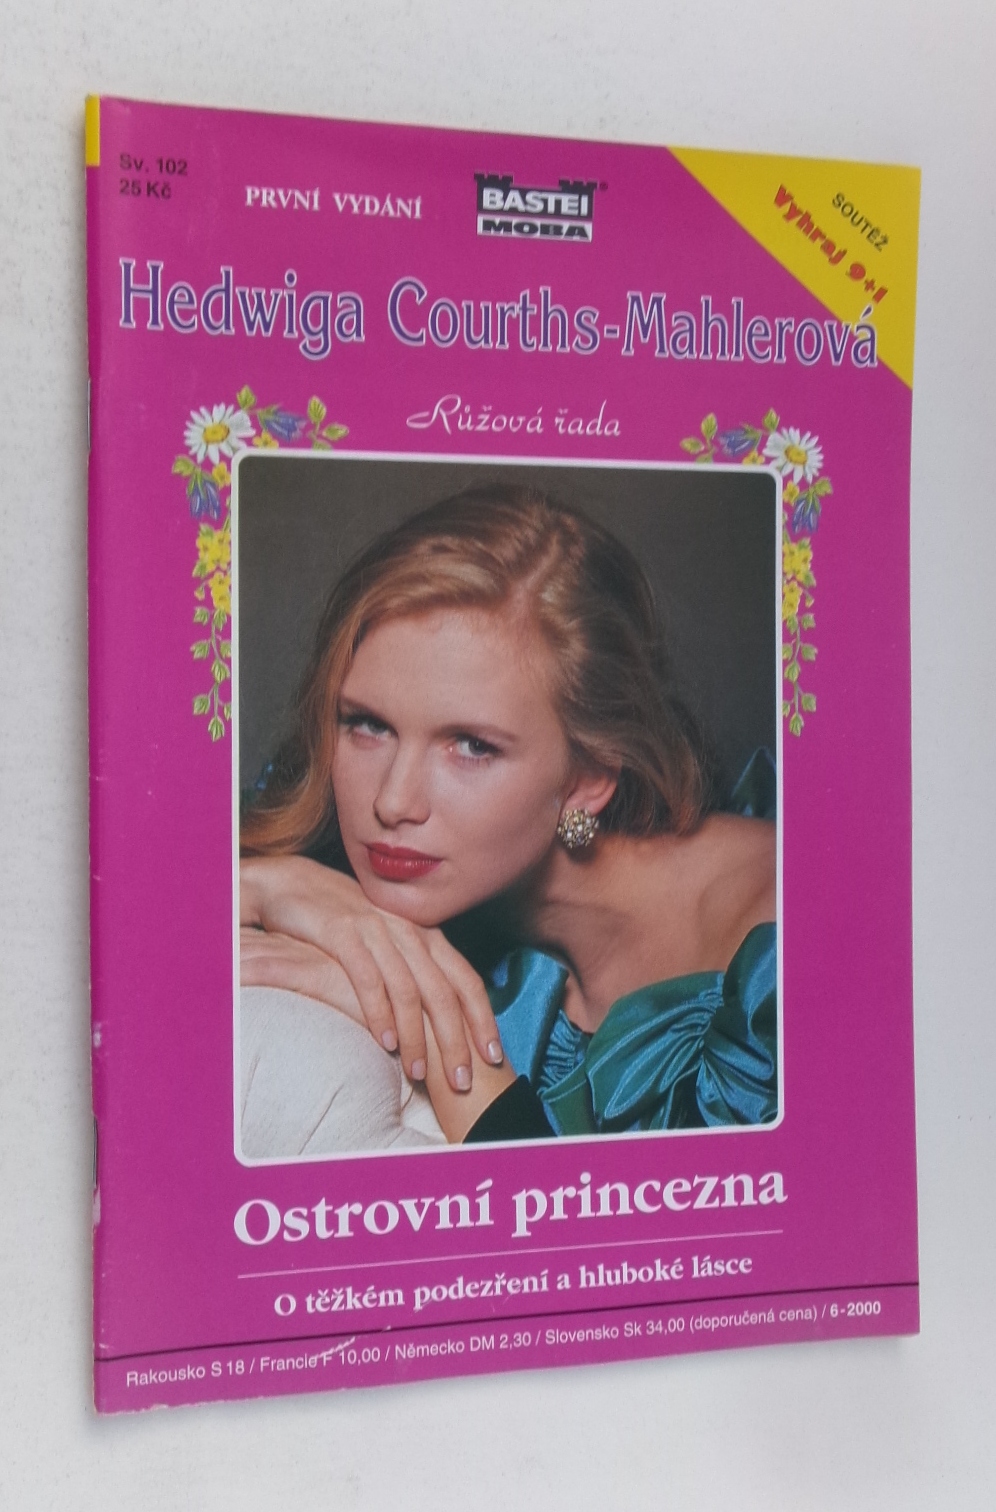 Sv. 102
25 Kč
PRVNÍ VYDÁNÍ
BASTEI
MOBA
SOUTĚŽ
Vyhraj 9+1
Hedwiga Courths-Mahlerová
Růžová řada
Ostrovní princezna
O těžkém podezření a hluboké lásce
Rakousko S 18 / Francie F 10,00 / Německo DM 2,30 / Slovensko Sk 34,00 (doporučená cena) / 6-2000